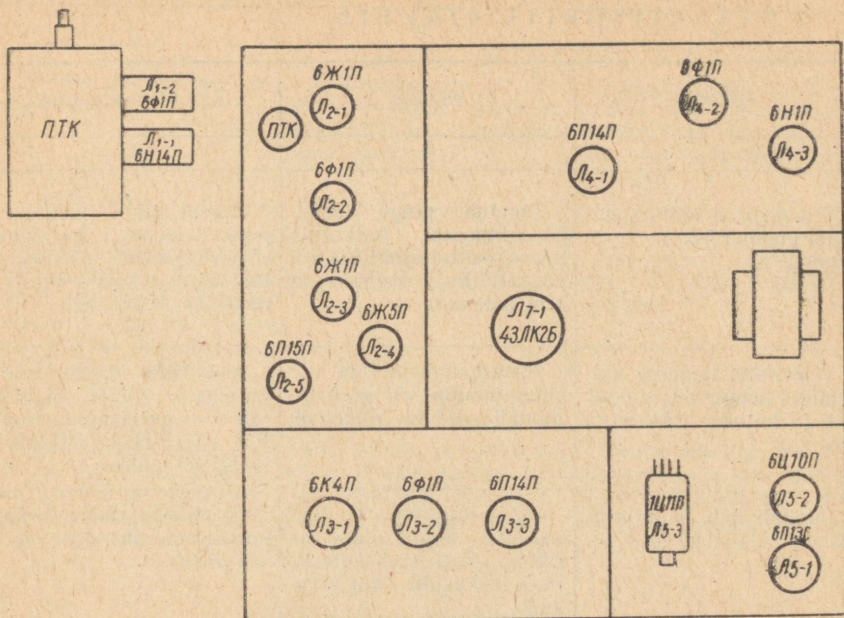 ПТК
Л1-2
6Ф1П
Л1-1
6Н14П
6Ж1П
Л2-1
ПТК
6Ф1П
Л2-2
6Ж1П
Л2-3
6Ж5П
Л2-4
6П15П
Л2-5
6Ф1П
Л4-2
6Н1П
Л4-3
6П14П
Л4-1
Л7-1
43ЛК2Б
6К4П
Л3-1
6Ф1П
Л3-2
6П14П
Л3-3
1Ц11П
Л5-3
6Ц10П
Л5-2
6П13С
Л5-1